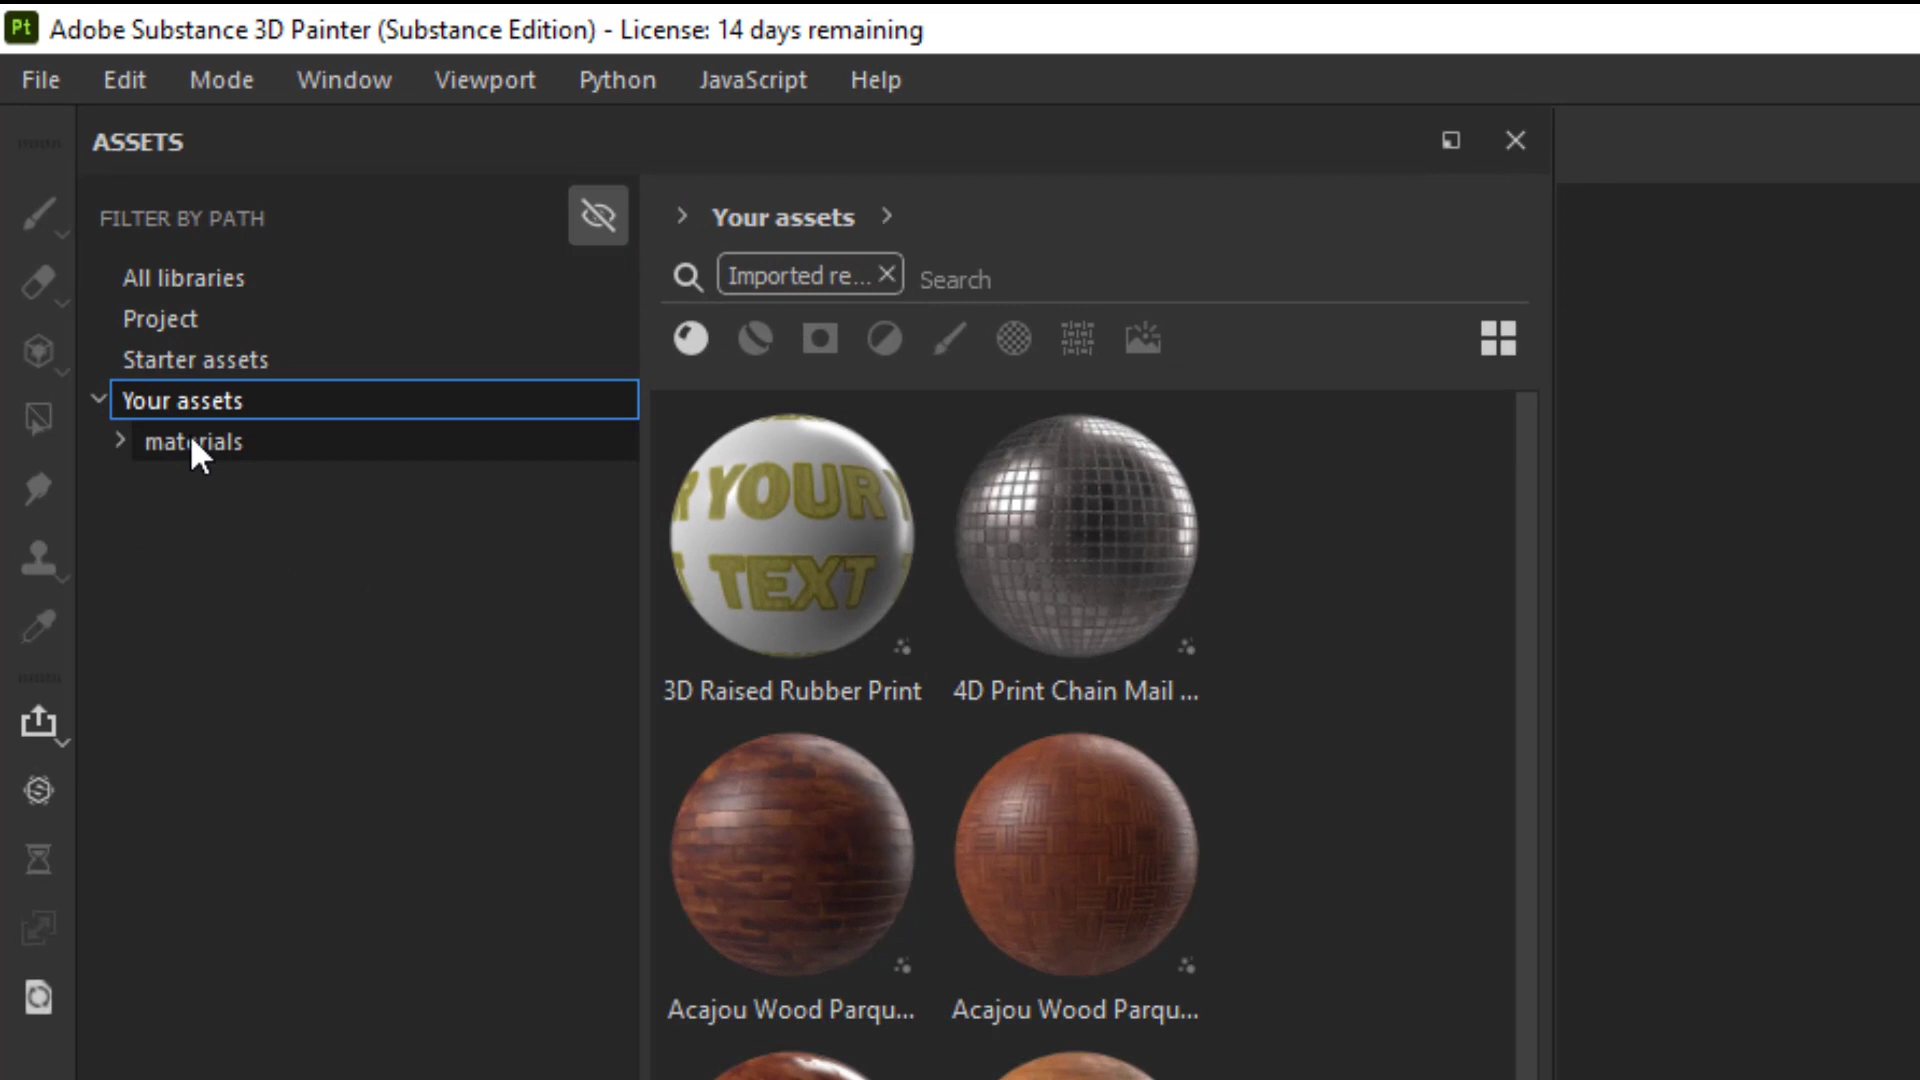 Pt Adobe Substance 3D Painter (Substance Edition) - License: 14 days remaining
File Edit Mode Window Viewport Python JavaScript Help
ASSETS
FILTER BY PATH
All libraries
Project
Starter assets
Your assets
materials
Your assets
Imported re... Search
YOUR
TEXT
3D Raised Rubber Print
4D Print Chain Mail ...
Acajou Wood Parqu...
Acajou Wood Parqu...